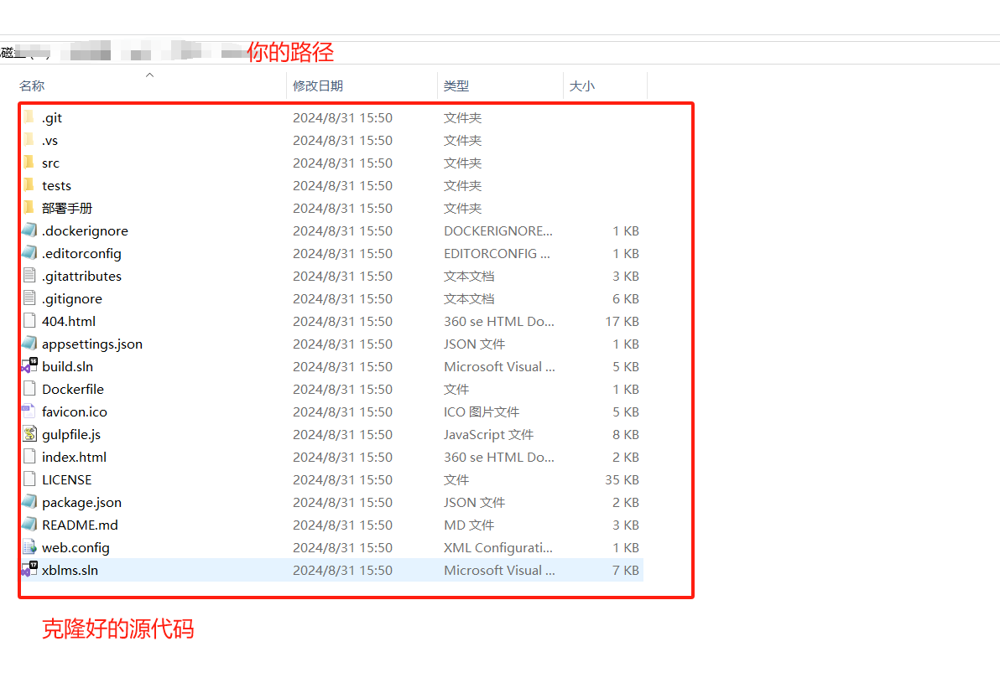 你的路径
名称 修改日期 类型 大小
.git 2024/8/31 15:50 文件夹
.vs 2024/8/31 15:50 文件夹
src 2024/8/31 15:50 文件夹
tests 2024/8/31 15:50 文件夹
部署手册 2024/8/31 15:50 文件夹
.dockerignore 2024/8/31 15:50 DOCKERIGNORE... 1 KB
.editorconfig 2024/8/31 15:50 EDITORCONFIG ... 1 KB
.gitattributes 2024/8/31 15:50 文本文档 3 KB
.gitignore 2024/8/31 15:50 文本文档 6 KB
404.html 2024/8/31 15:50 360 se HTML Do... 17 KB
appsettings.json 2024/8/31 15:50 JSON 文件 1 KB
build.sln 2024/8/31 15:50 Microsoft Visual ... 5 KB
Dockerfile 2024/8/31 15:50 文件 1 KB
favicon.ico 2024/8/31 15:50 ICO 图片文件 5 KB
gulpfile.js 2024/8/31 15:50 JavaScript 文件 8 KB
index.html 2024/8/31 15:50 360 se HTML Do... 2 KB
LICENSE 2024/8/31 15:50 文件 35 KB
package.json 2024/8/31 15:50 JSON 文件 2 KB
README.md 2024/8/31 15:50 MD 文件 3 KB
web.config 2024/8/31 15:50 XML Configurati... 1 KB
xblms.sln 2024/8/31 15:50 Microsoft Visual ... 7 KB
克隆好的源代码